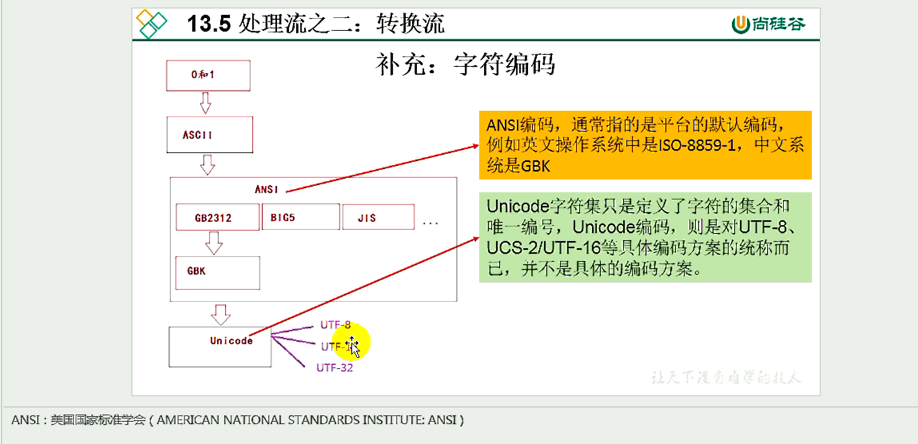 13.5 处理流之二：转换流
尚硅谷
补充：字符编码
0和1
ASCII
ANSI
GB2312
BIG5
JIS
...
GBK
Unicode
UTF-8
UTF-32
ANSI编码，通常指的是平台的默认编码，
例如英文操作系统中是ISO-8859-1，中文系
统是GBK
Unicode字符集只是定义了字符的集合和
唯一编号，Unicode编码，则是对UTF-8、
UCS-2/UTF-16等具体编码方案的统称而
已，并不是具体的编码方案。
让天下没有难学的技术
ANSI：美国国家标准学会（AMERICAN NATIONAL STANDARDS INSTITUTE: ANSI）